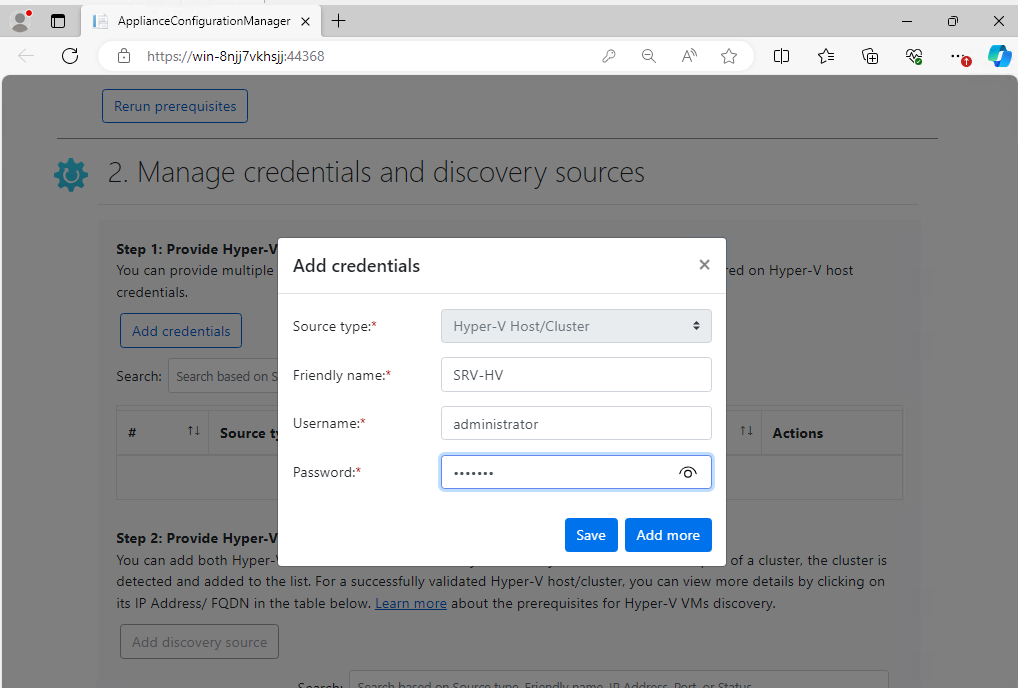 ApplianceConfigurationManager
https://win-8njj7vkhsjj:44368
Rerun prerequisites
2. Manage credentials and discovery sources
Step 1: Provide Hyper-V
You can provide multiple
red on Hyper-V host
credentials.
Add credentials
Search:
Search based on S
#
Source ty
Actions
Add credentials
Source type:*
Hyper-V Host/Cluster
Friendly name:*
SRV-HV
Username:*
administrator
Password:*
•••••••
Save
Add more
Step 2: Provide Hyper-V
You can add both Hyper-
of a cluster, the cluster is
detected and added to the list. For a successfully validated Hyper-V host/cluster, you can view more details by clicking on
its IP Address/ FQDN in the table below. Learn more about the prerequisites for Hyper-V VMs discovery.
Add discovery source
Search:
Search based on Source type, Friendly name, IP Address, Port, or Status